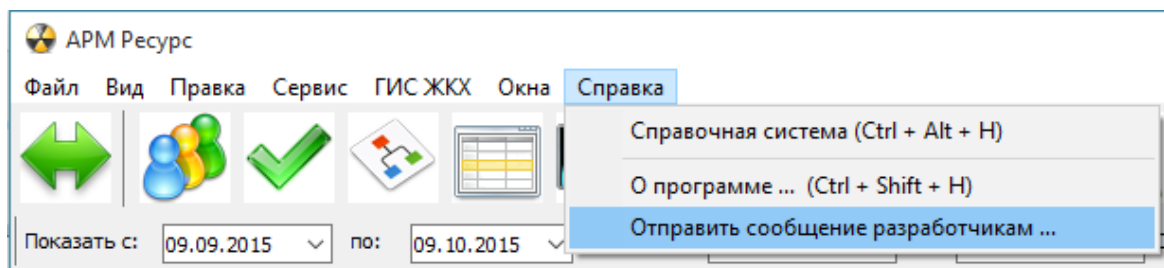 АРМ Ресурс
Файл Вид Правка Сервис ГИС ЖКХ Окна Справка
Справочная система (Ctrl + Alt + H)
О программе ... (Ctrl + Shift + H)
Отправить сообщение разработчикам ...
Показать с: 09.09.2015 по: 09.10.2015